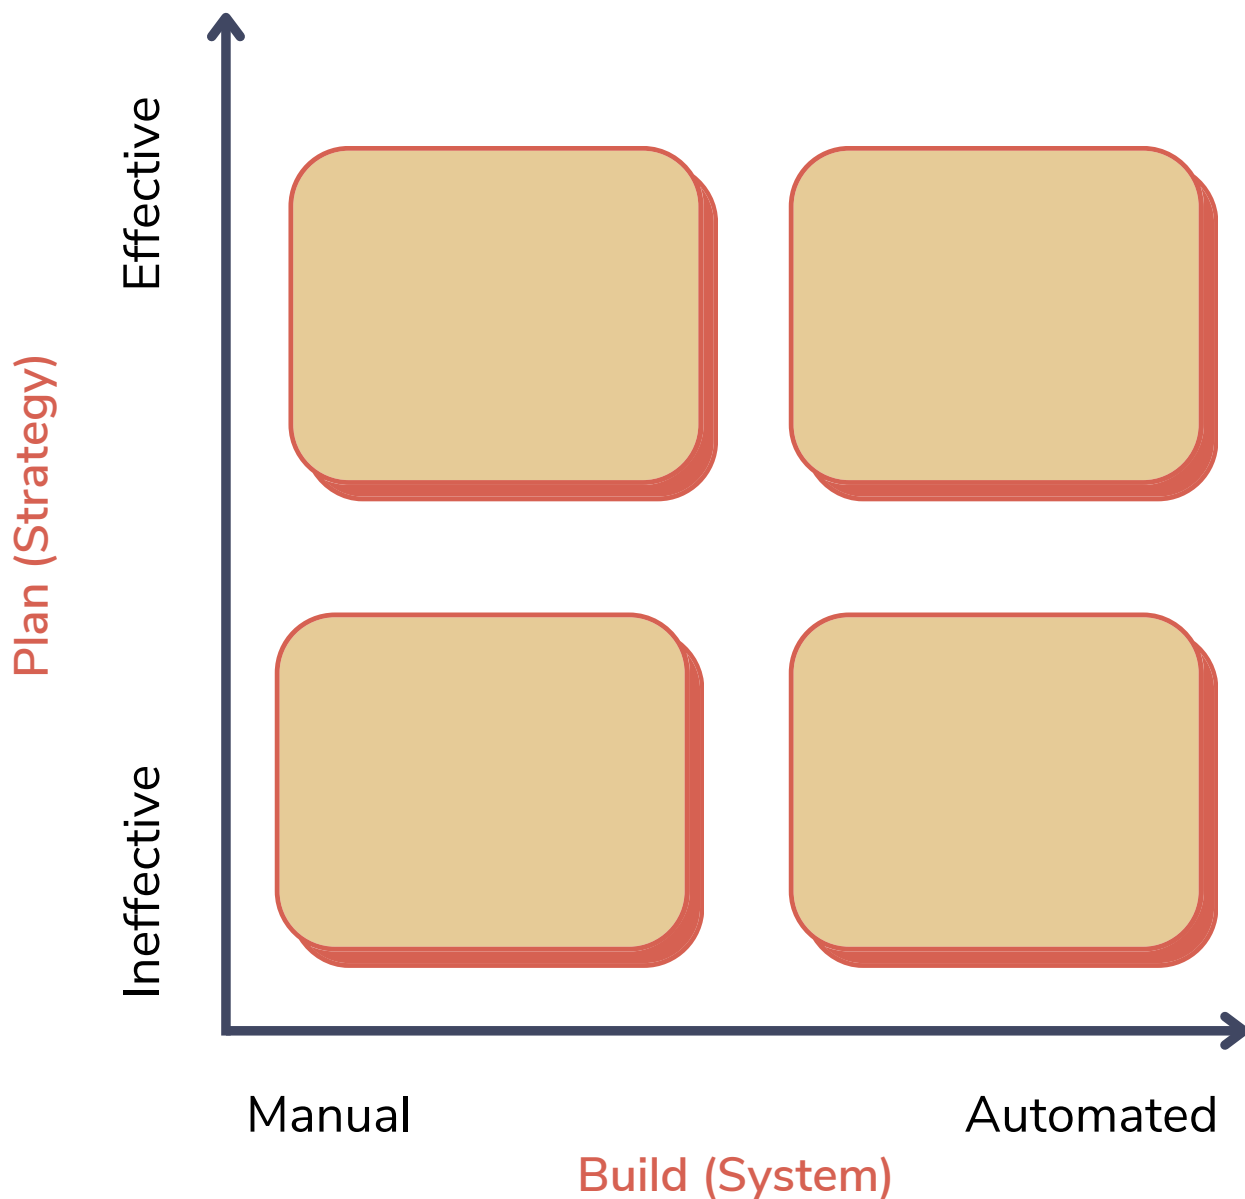 Effective
Plan (Strategy)
Ineffective
Manual
Automated
Build (System)